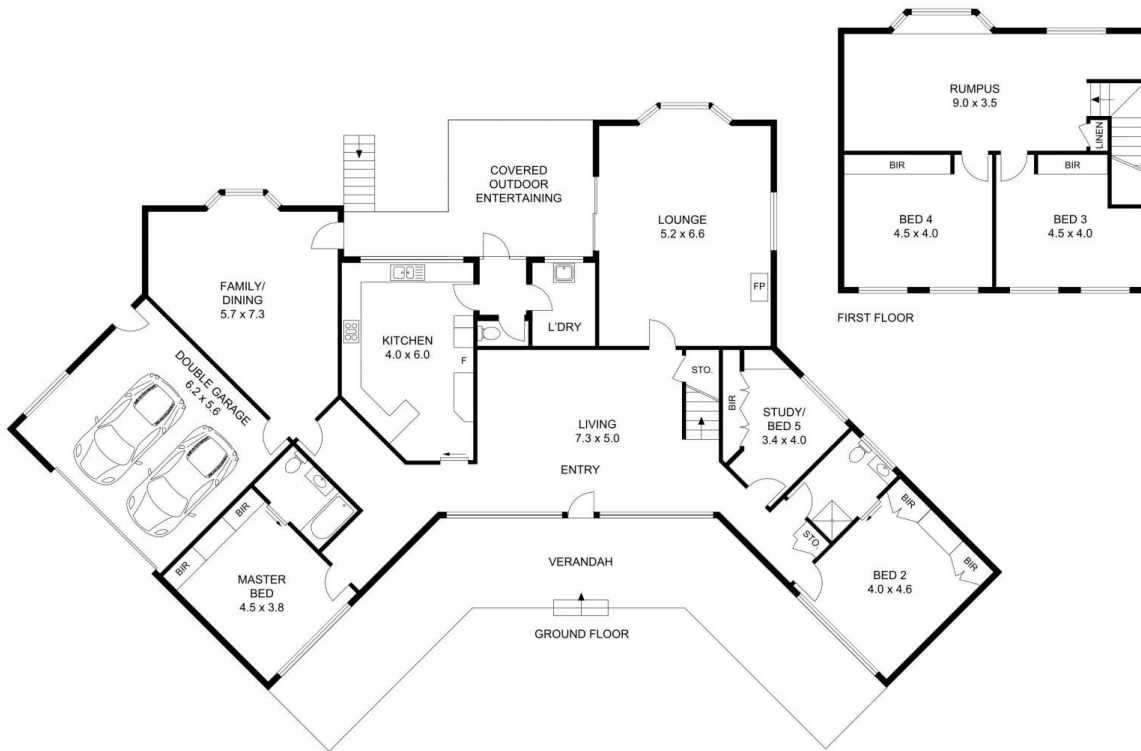 RUMPUS
9.0 x 3.5
LINEN
BIR
BIR
BED 4
4.5 x 4.0
BED 3
4.5 x 4.0
FIRST FLOOR
COVERED
OUTDOOR
ENTERTAINING
LOUNGE
5.2 x 6.6
FP
FAMILY/
DINING
5.7 x 7.3
KITCHEN
4.0 x 6.0
F
L'DRY
DOUBLE GARAGE
6.2 x 5.6
STO.
BIR
STUDY/
BED 5
3.4 x 4.0
LIVING
7.3 x 5.0
ENTRY
BIR
BIR
MASTER
BED
4.5 x 3.8
VERANDAH
GROUND FLOOR
STO.
BIR
BIR
BED 2
4.0 x 4.6